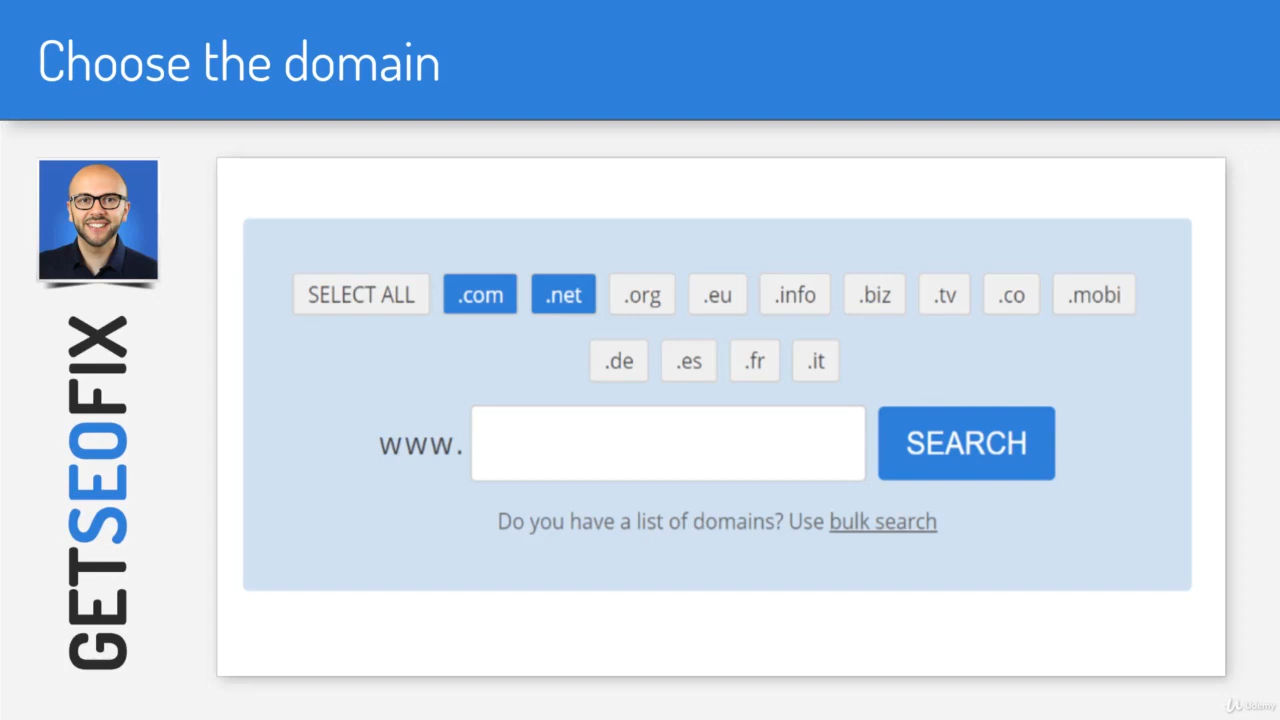 Choose the domain
GETSEOFIX
SELECT ALL .com .net .org .eu .info .biz .tv .co .mobi
.de .es .fr .it
www. SEARCH
Do you have a list of domains? Use bulk search
Udemy